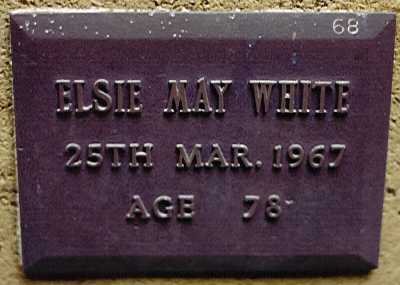 68
ELSIE MAY WHITE
25TH MAR. 1967
AGE 78